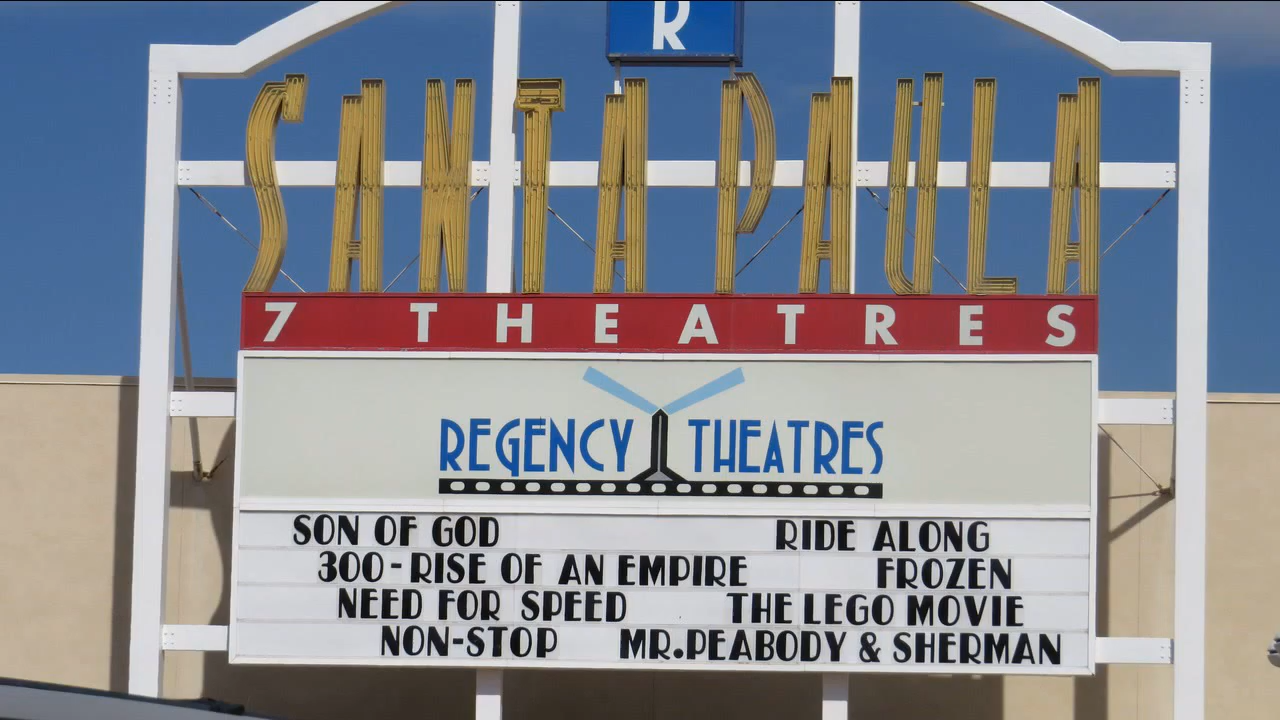 R
SANTA PAULA
7 THEATRES
REGENCY THEATRES
SON OF GOD RIDE ALONG
300-RISE OF AN EMPIRE FROZEN
NEED FOR SPEED THE LEGO MOVIE
NON-STOP MR.PEABODY & SHERMAN